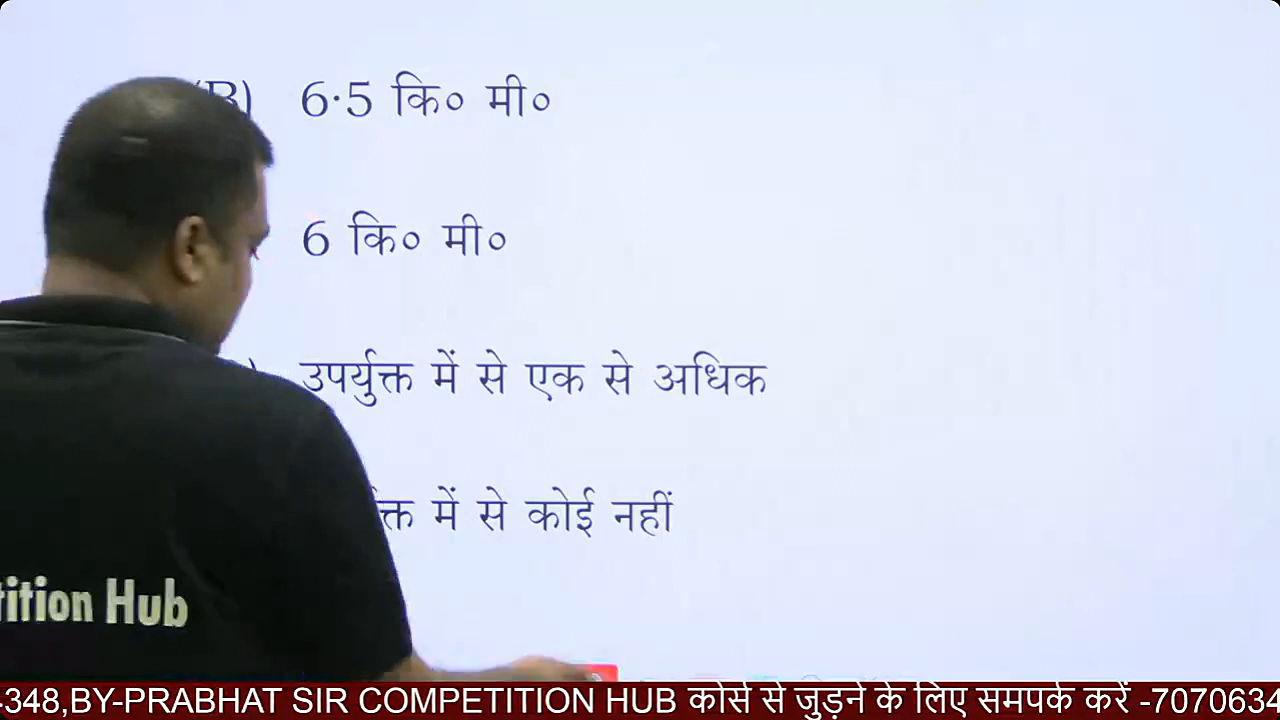 (B) 6·5 कि० मी०
6 कि० मी०
उपर्युक्त में से एक से अधिक
में से कोई नहीं
Hub
348,BY-PRABHAT SIR COMPETITION HUB कोर्स से जुड़ने के लिए समपर्क करें -7070634